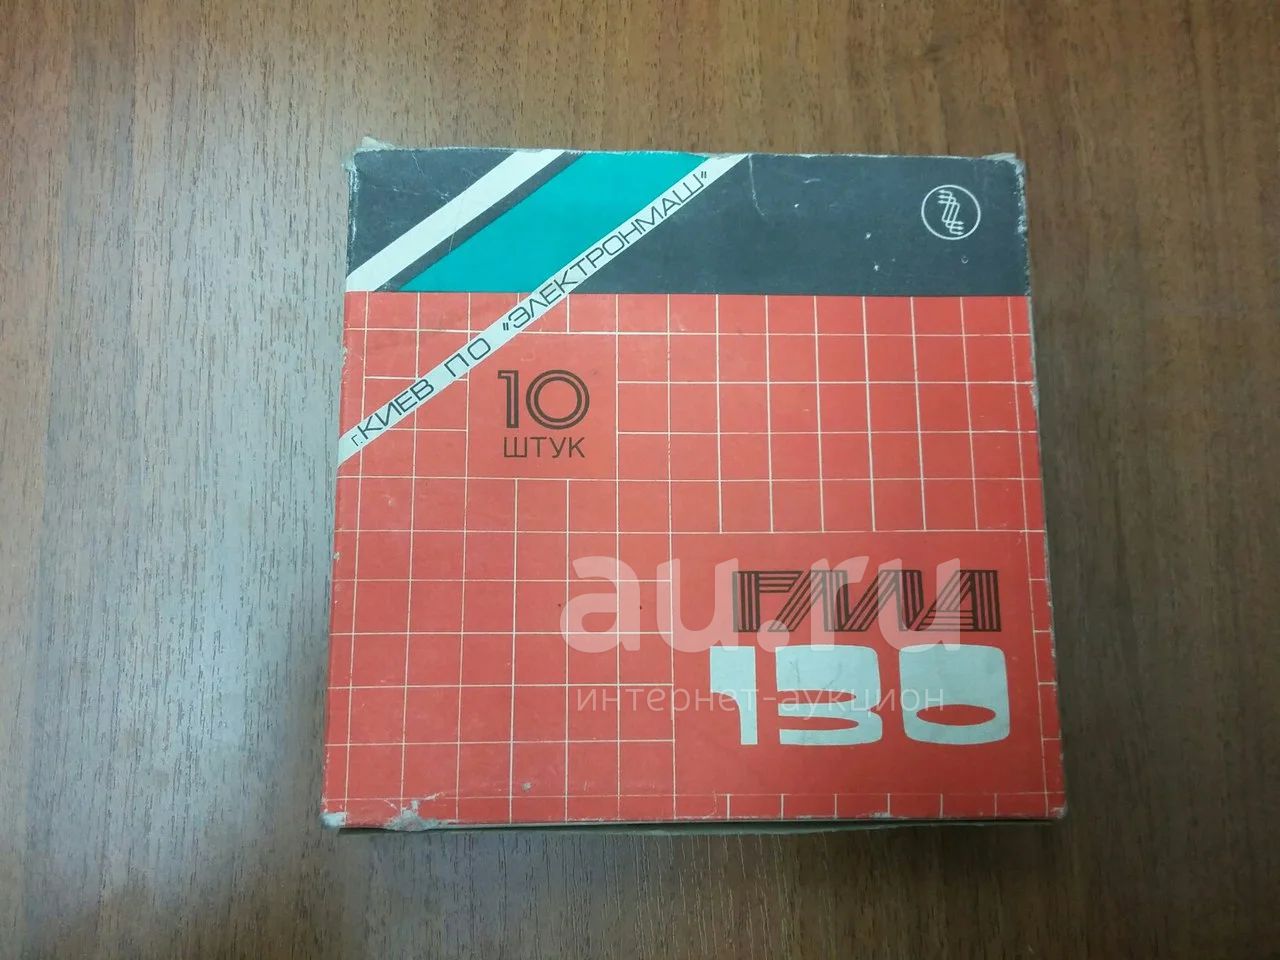 г. КИЕВ ПО "ЭЛЕКТРОНМАШ"
10
ШТУК
ГМД
130
au.ru
интернет-аукцион